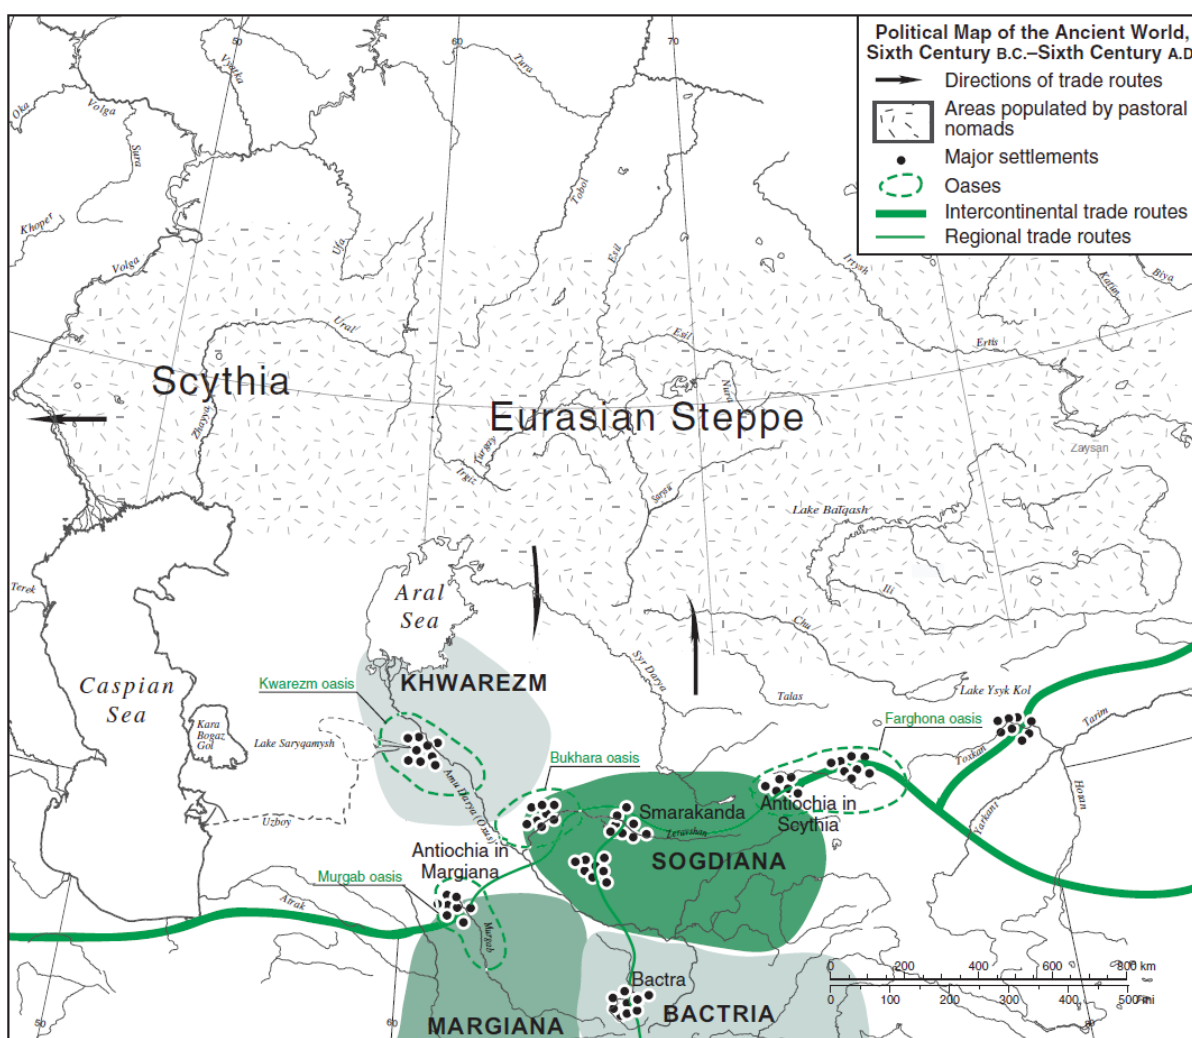 Political Map of the Ancient World,
Sixth Century B.C.–Sixth Century A.D
Directions of trade routes
Areas populated by pastoral
nomads
Major settlements
Oases
Intercontinental trade routes
Regional trade routes
50
60
70
Oka
Volga
Vyatka
Sura
Tura
Tobol
Khoper
Volga
Ufa
Esil
Irtysh
Katun
Biya
Ural
Esil
Ertis
Scythia
Nura
Eurasian Steppe
Zhayya
Turgay
Irgiz
Sarysu
Zaysan
Lake Balqash
Terek
Aral
Sea
Ili
Chu
Syr Darya
Caspian
Sea
Kwarezm oasis
KHWAREZM
Talas
Lake Ysyk Kol
Kara
Bogaz
Gol
Lake Saryqamysh
Farghona oasis
Tarim
Bukhara oasis
Toxkan
Amu Darya (Oxus)
Uzboy
Smarakanda
Antiochia in
Scythia
Zeravshan
Yarkant
Hotan
Antiochia in
Margiana
SOGDIANA
Murgab oasis
Atrak
Murgab
Bactra
0 200 400 600 800 km
0 100 200 300 400 500 mi
MARGIANA
BACTRIA
50
60